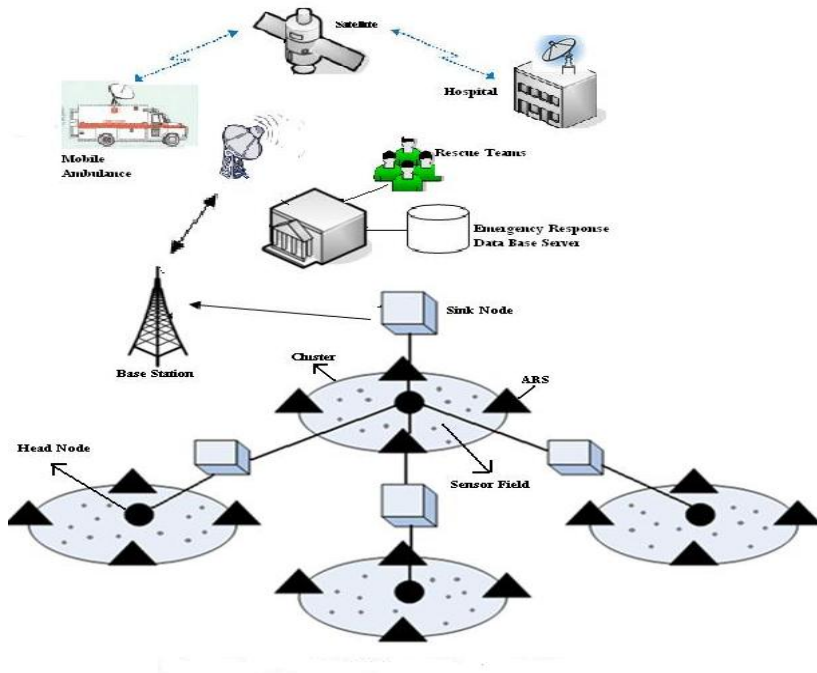 Satellite
Hospital
Mobile
Ambulance
Rescue Teams
Emergency Response
Data Base Server
Sink Node
Base Station
Cluster
ARS
Head Node
Sensor Field